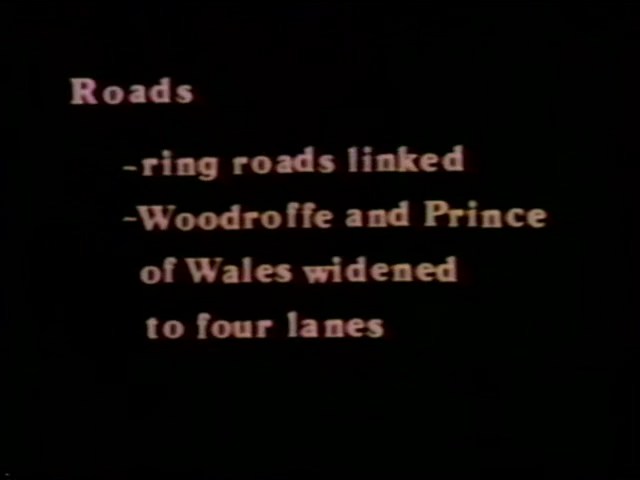 Roads
-ring roads linked
-Woodroffe and Prince
of Wales widened
to four lanes